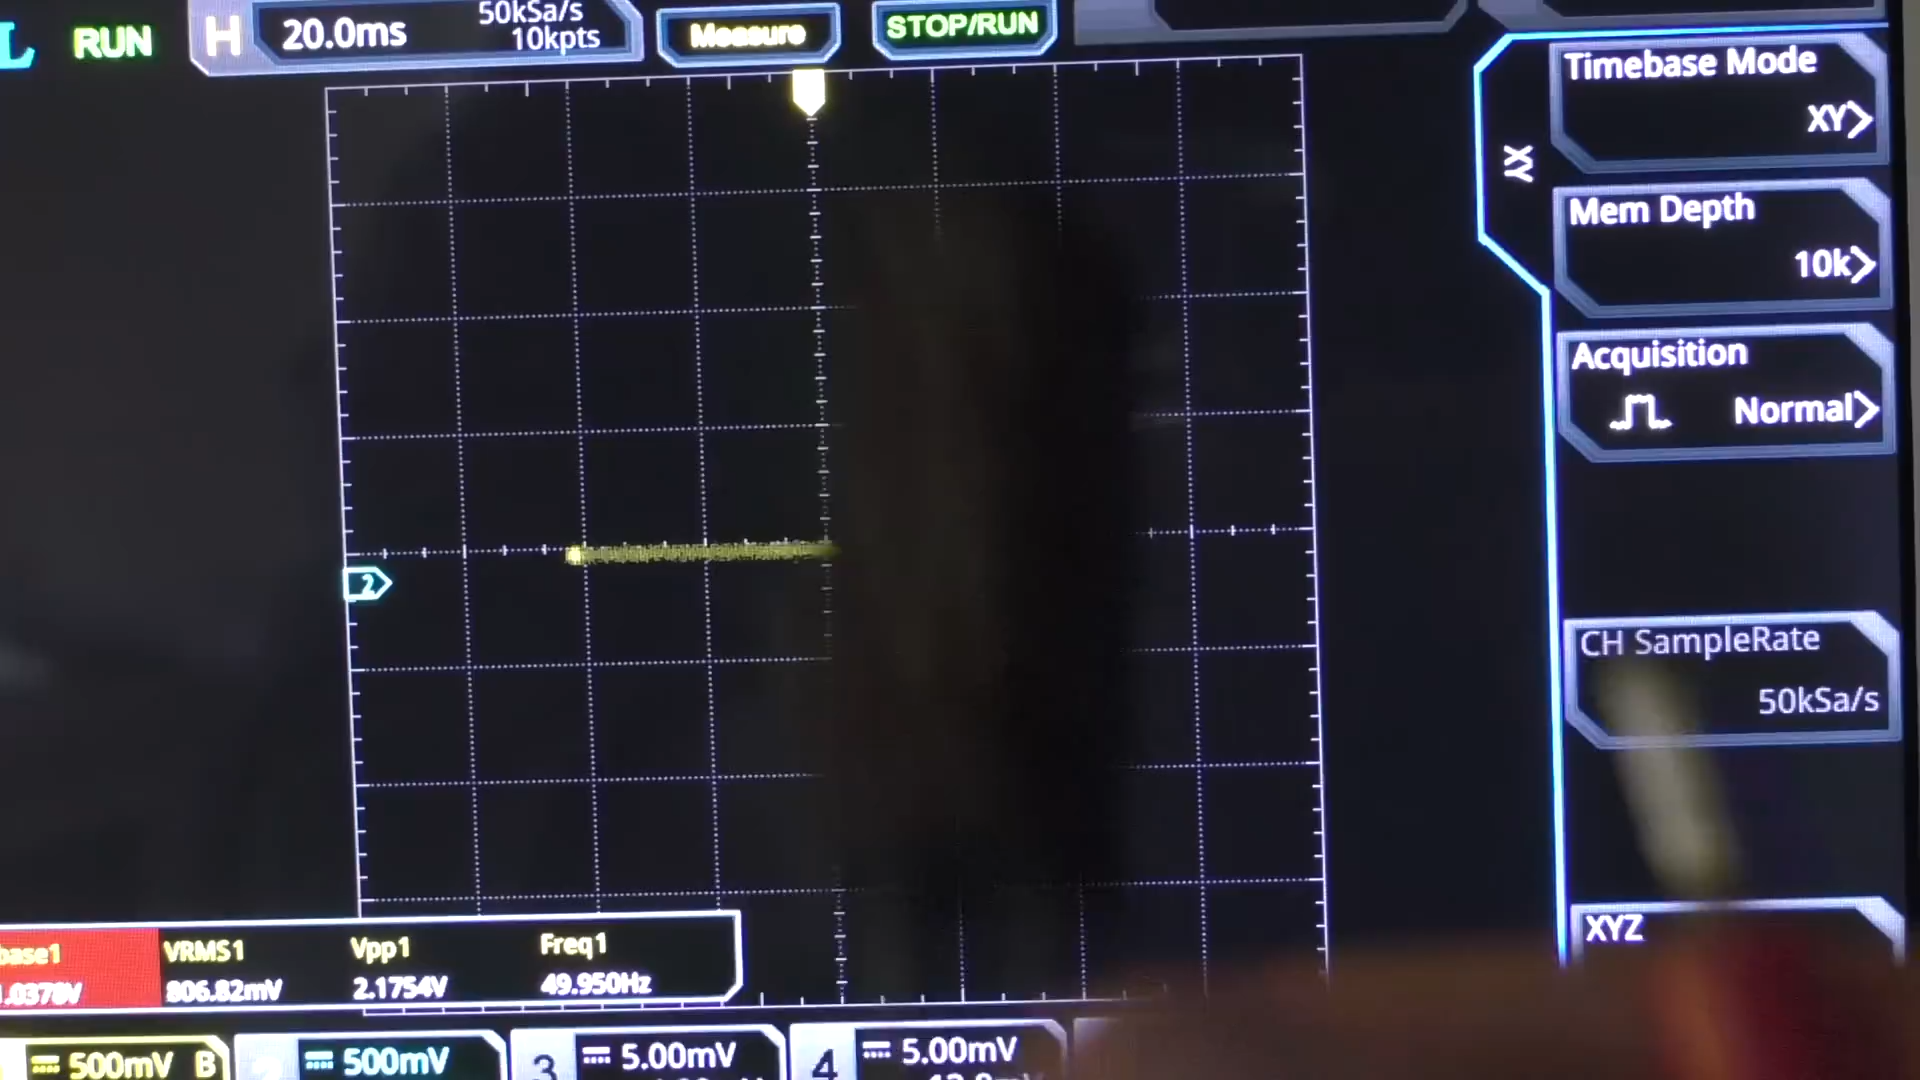 L RUN H 20.0ms 50kSa/s 10kpts Measure STOP/RUN
Timebase Mode
XY>
XY
Mem Depth
10k>
Acquisition
Normal>
2
CH SampleRate
50kSa/s
XYZ
base1 VRMS1 Vpp1 Freq1
.0378V 806.82mV 2.1754V 49.950Hz
500mV B 500mV 3 5.00mV 4 5.00mV